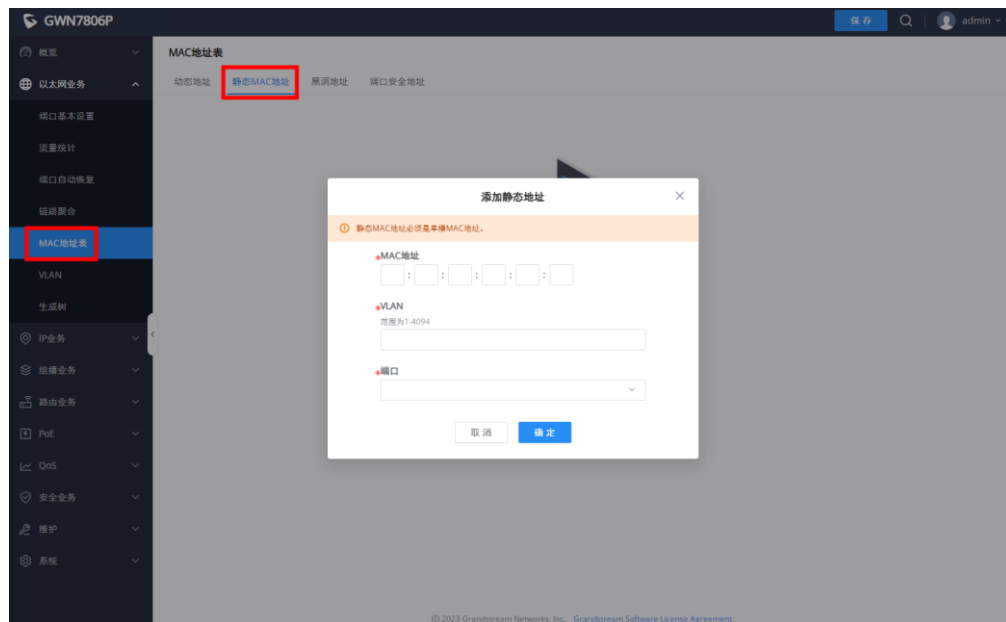 GWN7806P
保存
admin
概览
以太网业务
端口基本设置
流量统计
端口自动恢复
链路聚合
MAC地址表
VLAN
生成树
IP业务
组播业务
路由业务
PoE
QoS
安全业务
维护
系统
MAC地址表
动态地址 静态MAC地址 黑洞地址 端口安全地址
添加静态地址
静态MAC地址必须是单播MAC地址。
*MAC地址
: : : : :
*VLAN
范围为1-4094
*端口
取消 确定
© 2023 Grandstream Networks, Inc. Grandstream Software License Agreement